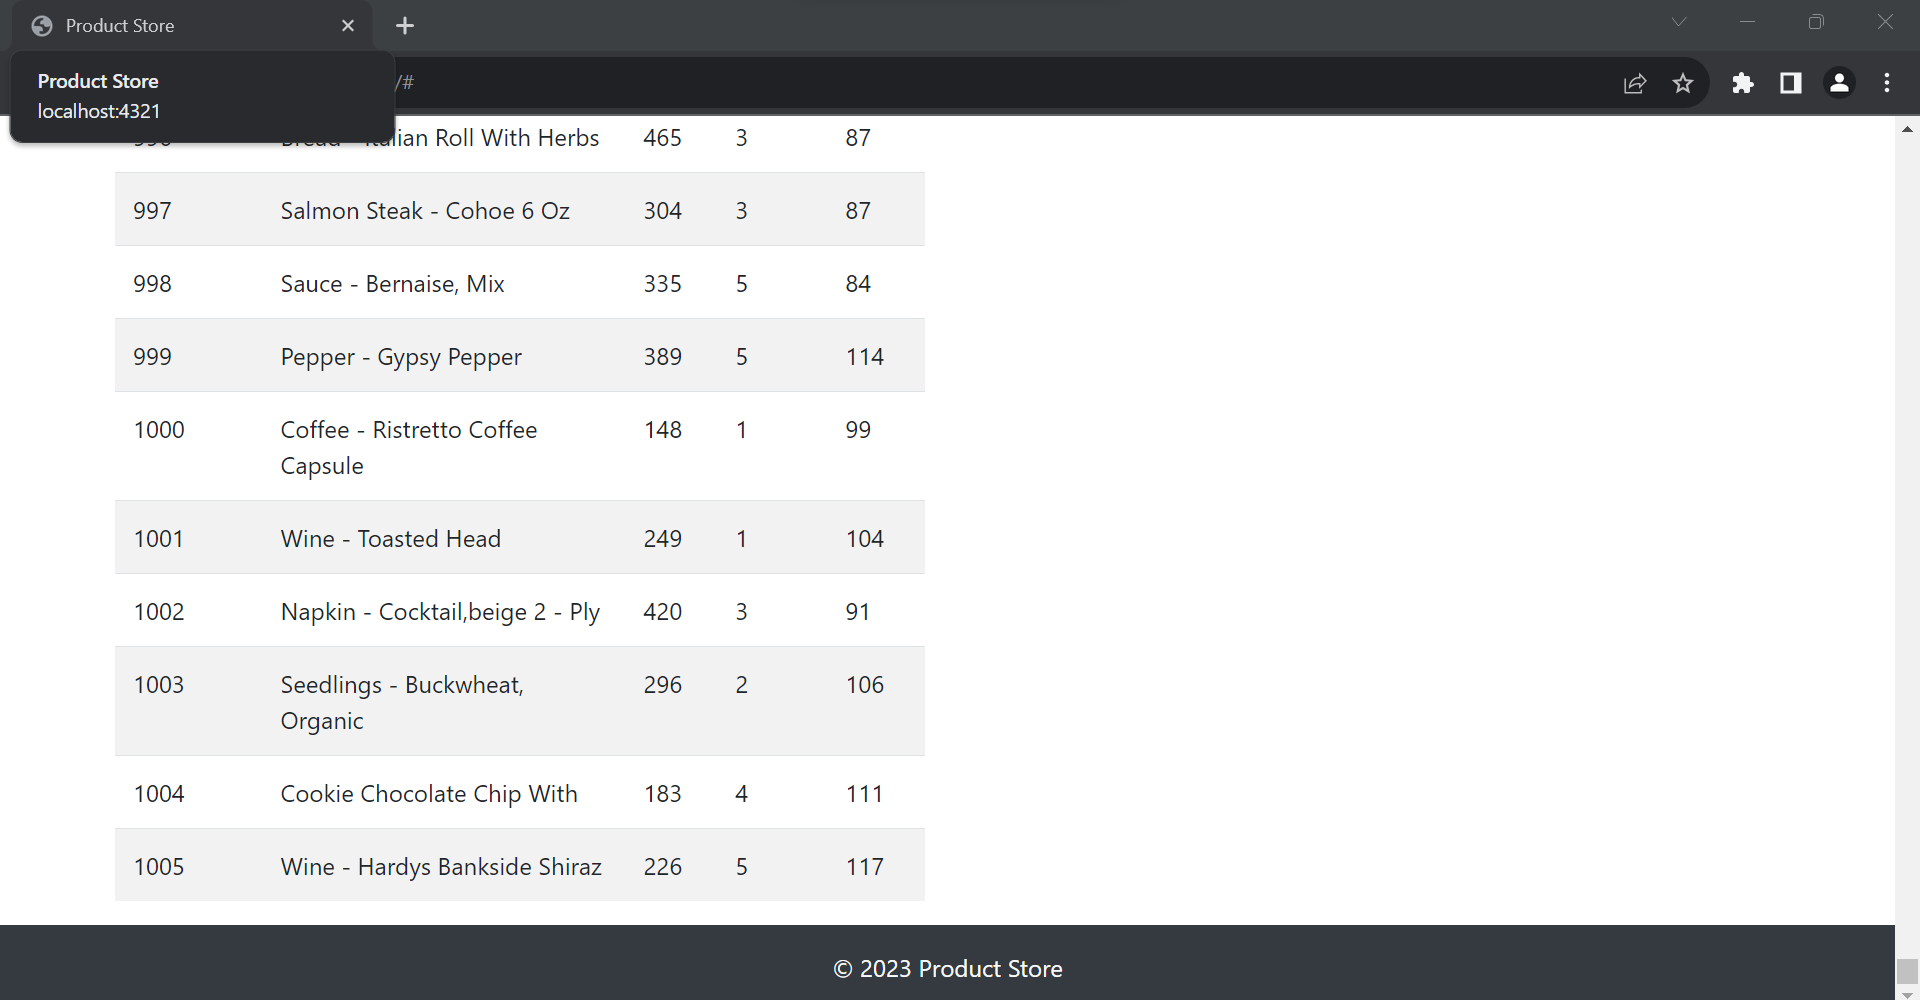 Product Store
Product Store
localhost:4321
/#
Italian Roll With Herbs 465 3 87
997 Salmon Steak - Cohoe 6 Oz 304 3 87
998 Sauce - Bernaise, Mix 335 5 84
999 Pepper - Gypsy Pepper 389 5 114
1000 Coffee - Ristretto Coffee 148 1 99
Capsule
1001 Wine - Toasted Head 249 1 104
1002 Napkin - Cocktail,beige 2 - Ply 420 3 91
1003 Seedlings - Buckwheat, 296 2 106
Organic
1004 Cookie Chocolate Chip With 183 4 111
1005 Wine - Hardys Bankside Shiraz 226 5 117
© 2023 Product Store